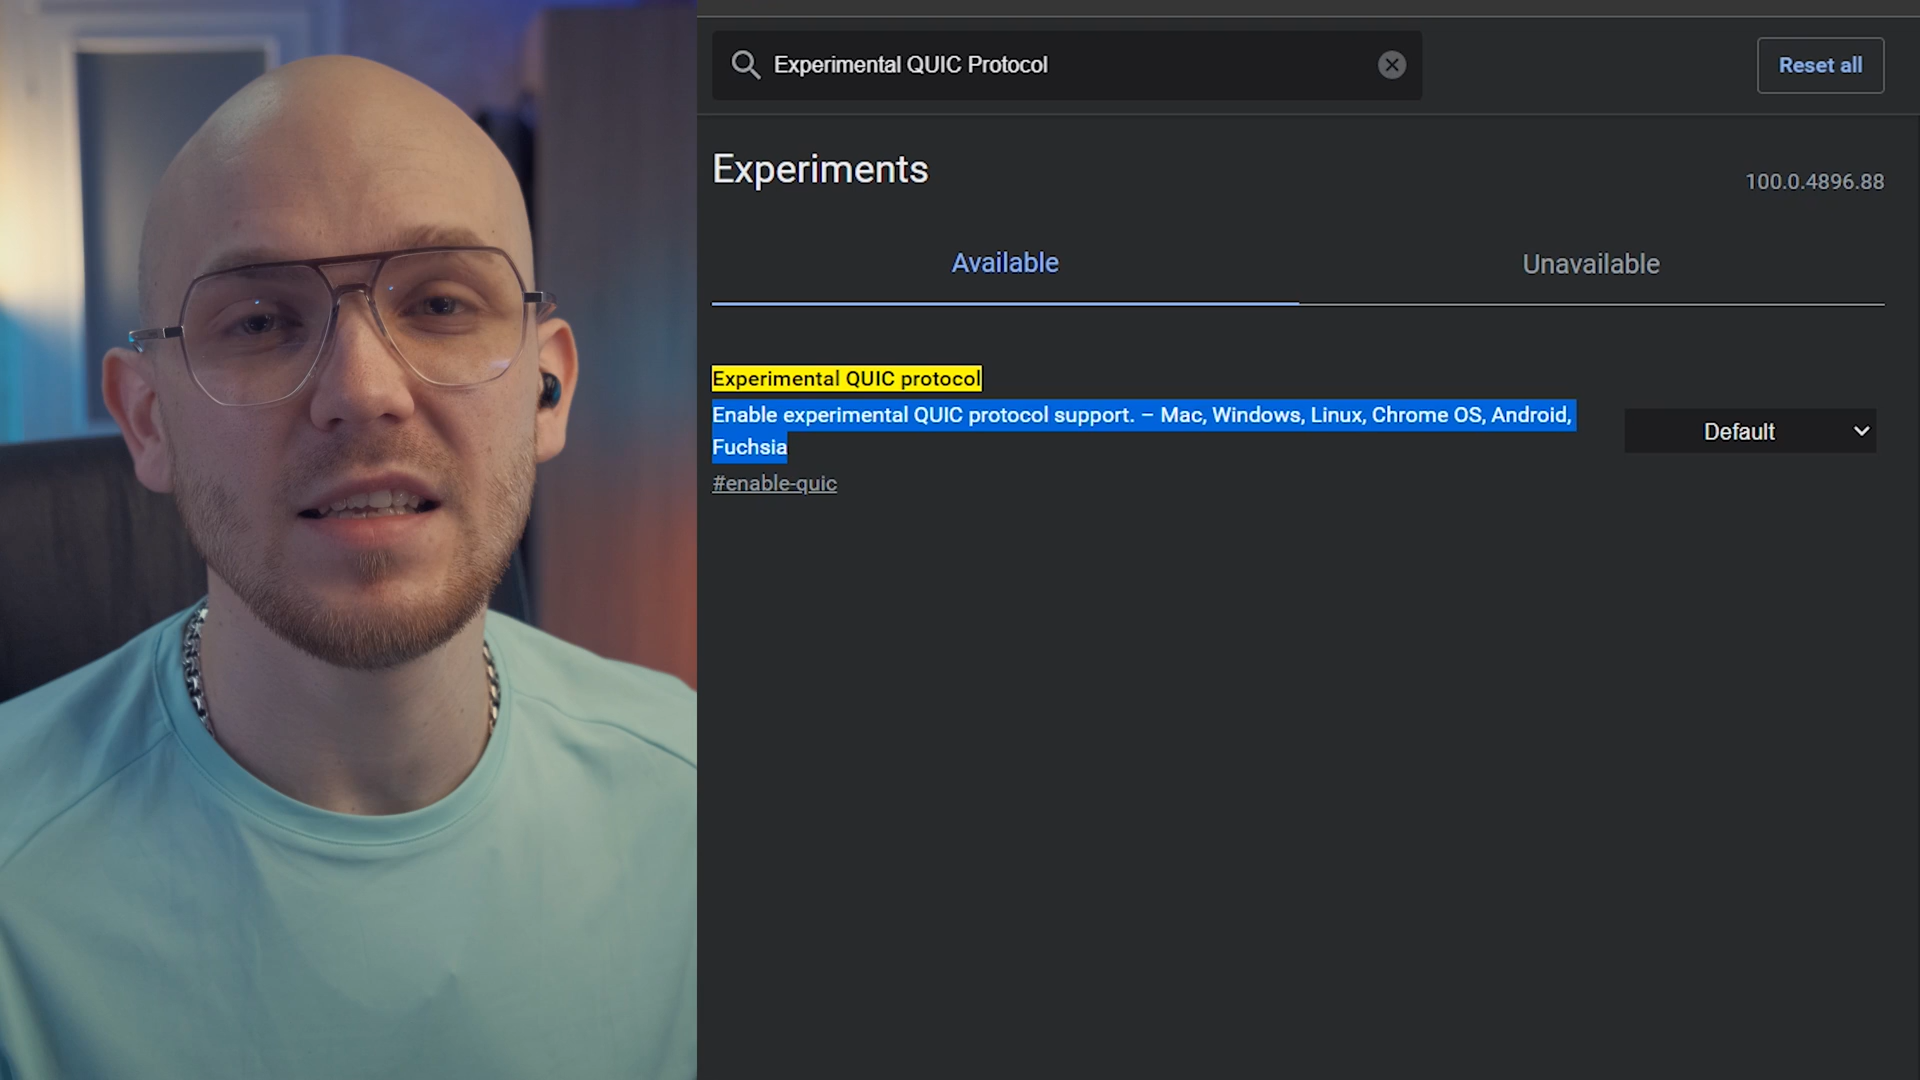 Experimental QUIC Protocol
Reset all
Experiments
100.0.4896.88
Available
Unavailable
Experimental QUIC protocol
Enable experimental QUIC protocol support. – Mac, Windows, Linux, Chrome OS, Android,
Fuchsia
Default
#enable-quic